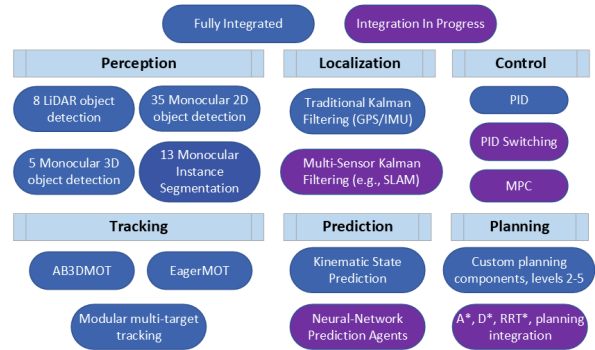 Fully Integrated
Integration In Progress
Perception
8 LiDAR object
detection
35 Monocular 2D
object detection
5 Monocular 3D
object detection
13 Monocular
Instance
Segmentation
Localization
Traditional Kalman
Filtering (GPS/IMU)
Multi-Sensor Kalman
Filtering (e.g., SLAM)
Control
PID
PID Switching
MPC
Tracking
AB3DMOT
EagerMOT
Modular multi-target
tracking
Prediction
Kinematic State
Prediction
Neural-Network
Prediction Agents
Planning
Custom planning
components, levels 2-5
A*, D*, RRT*, planning
integration